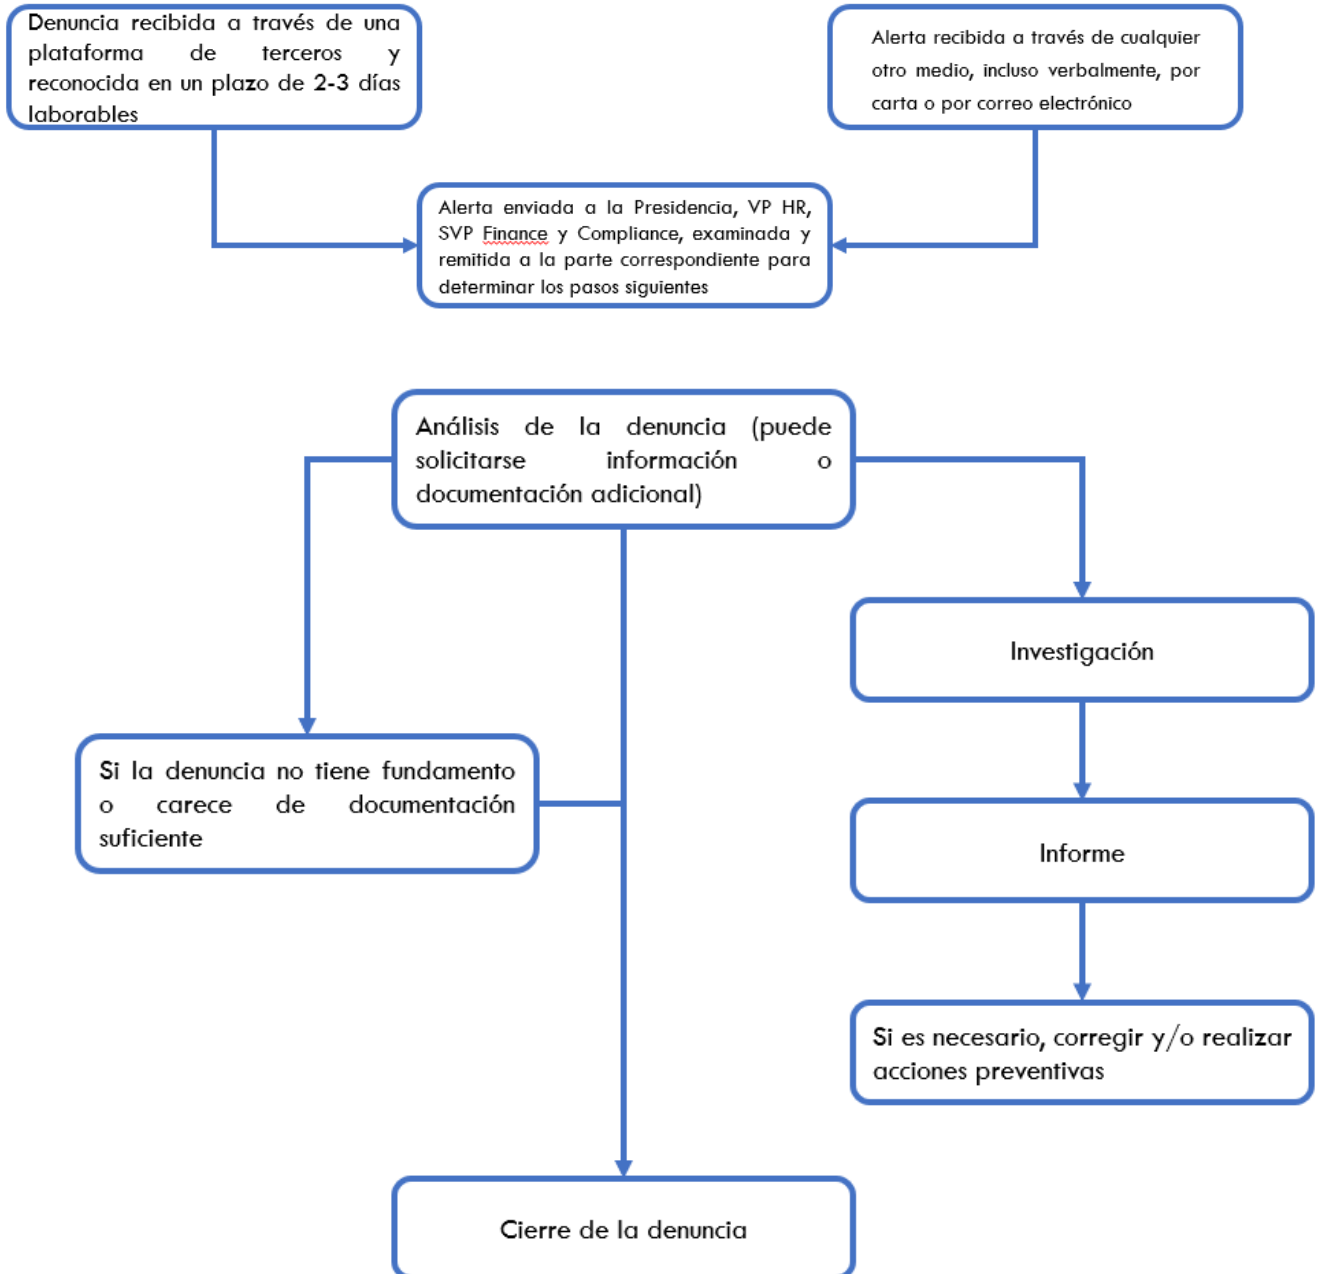 Denuncia recibida a través de una
plataforma de terceros y
reconocida en un plazo de 2-3 días
laborables
Alerta recibida a través de cualquier
otro medio, incluso verbalmente, por
carta o por correo electrónico
Alerta enviada a la Presidencia, VP HR,
SVP Finance y Compliance, examinada y
remitida a la parte correspondiente para
determinar los pasos siguientes
Análisis de la denuncia (puede
solicitarse información o
documentación adicional)
Investigación
Si la denuncia no tiene fundamento
o carece de documentación
suficiente
Informe
Si es necesario, corregir y/o realizar
acciones preventivas
Cierre de la denuncia